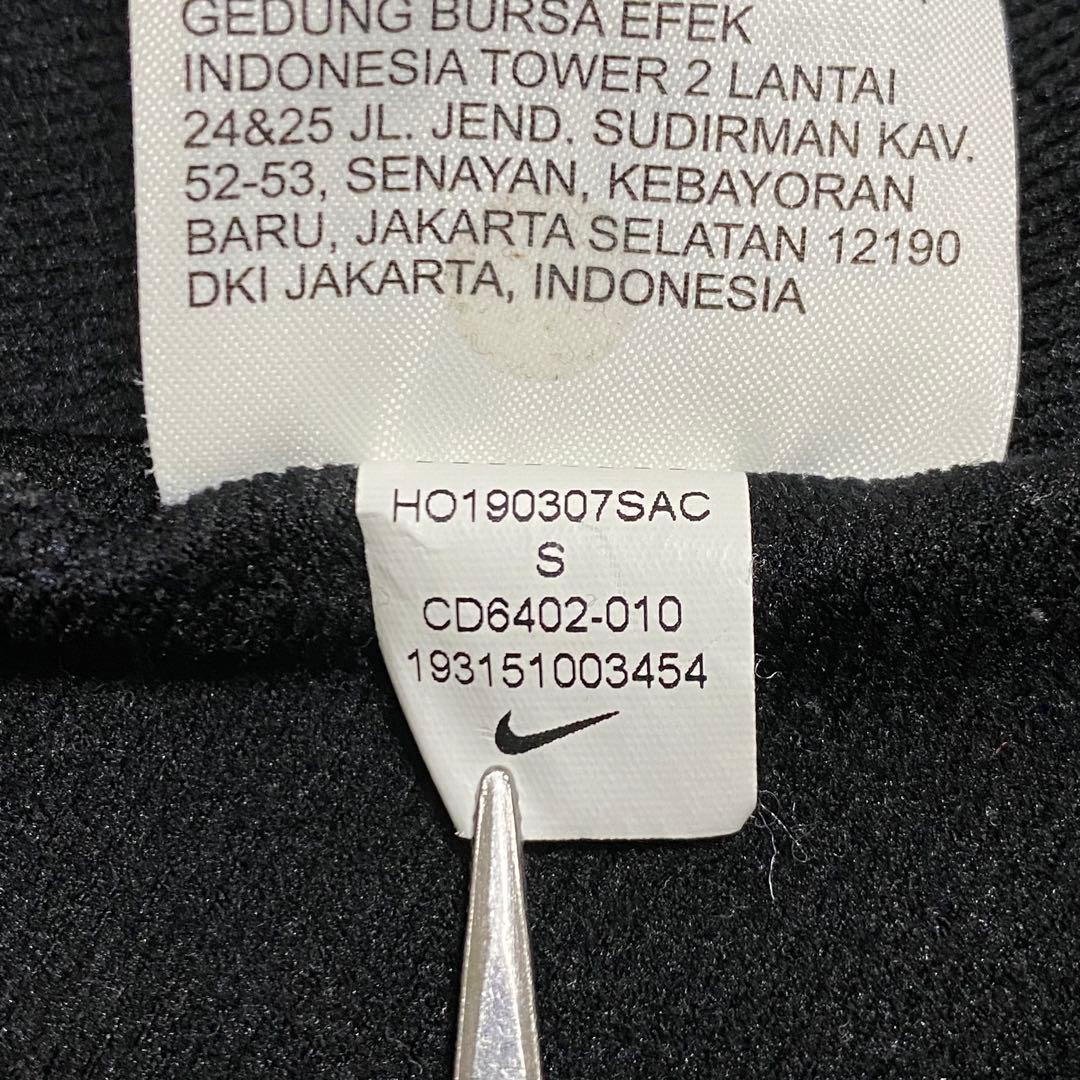 GEDUNG BURSA EFEK
INDONESIA TOWER 2 LANTAI
24&25 JL. JEND. SUDIRMAN KAV.
52-53, SENAYAN, KEBAYORAN
BARU, JAKARTA SELATAN 12190
DKI JAKARTA, INDONESIA
HO190307SAC
S
CD6402-010
193151003454